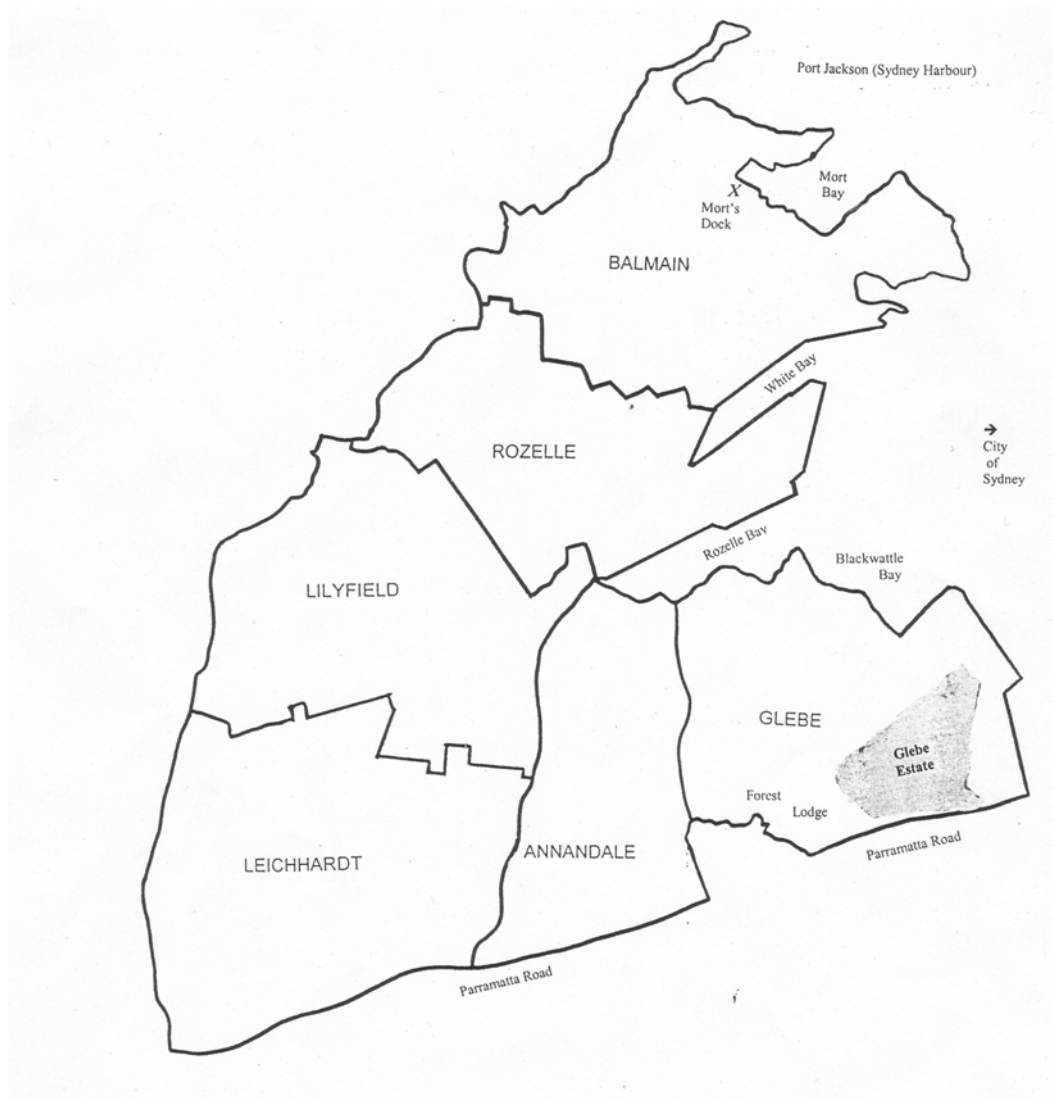 Port Jackson (Sydney Harbour)
Mort
Bay
X
Mort's
Dock
BALMAIN
White Bay
ROZELLE
→
City
of
Sydney
Rozelle Bay
Blackwattle
Bay
LILYFIELD
GLEBE
Glebe
Estate
Forest
Lodge
Parramatta Road
ANNANDALE
LEICHHARDT
Parramatta Road